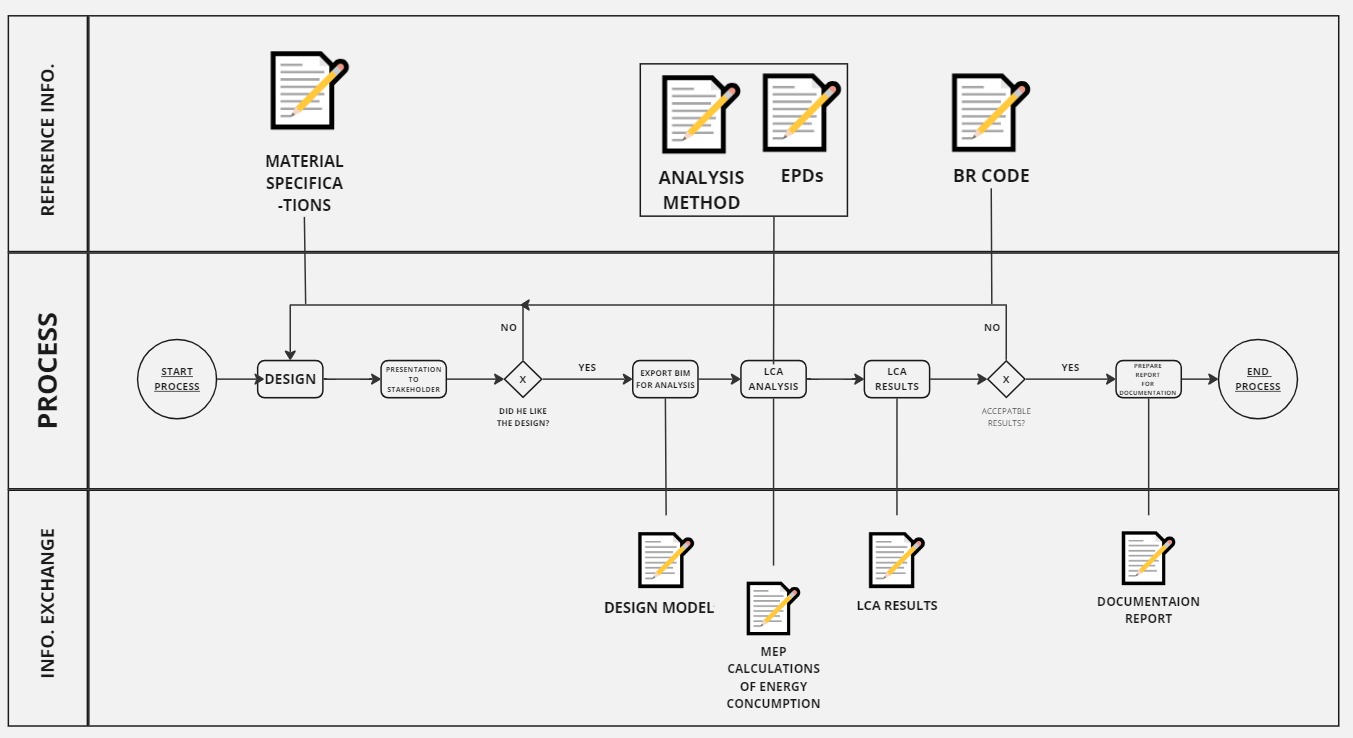 REFERENCE INFO.
MATERIAL
SPECIFICA
-TIONS
ANALYSIS
METHOD
EPDs
BR CODE
PROCESS
START
PROCESS
DESIGN
PRESENTATION
TO
STAKEHOLDER
NO
X
DID HE LIKE
THE DESIGN?
YES
EXPORT BIM
FOR ANALYSIS
LCA
ANALYSIS
LCA
RESULTS
NO
X
ACCEPATBLE
RESULTS?
YES
PREPARE
REPORT
FOR
DOCUMENTATION
END
PROCESS
INFO. EXCHANGE
DESIGN MODEL
MEP
CALCULATIONS
OF ENERGY
CONCUMPTION
LCA RESULTS
DOCUMENTAION
REPORT